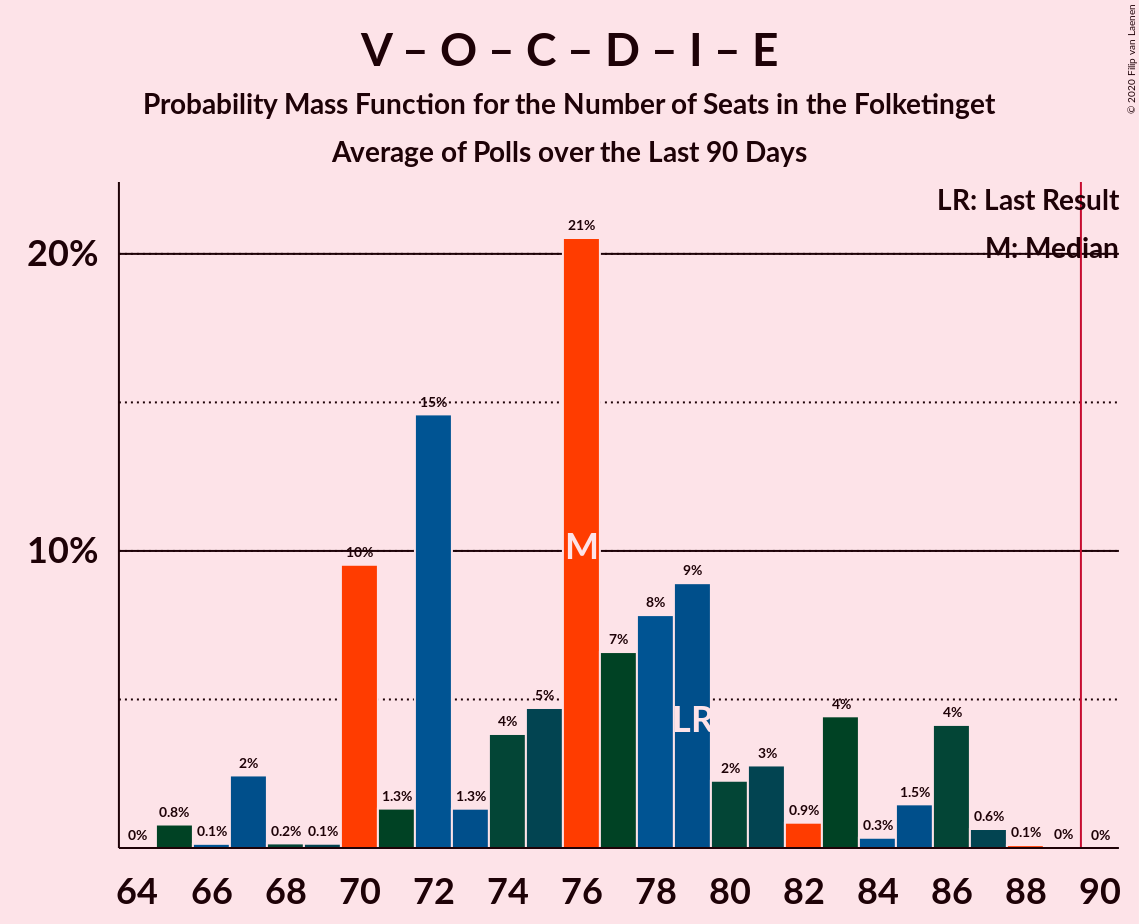 V – O – C – D – I – E
Probability Mass Function for the Number of Seats in the Folketinget
Average of Polls over the Last 90 Days
© 2020 Filip van Laenen
LR: Last Result
M: Median
20%
10%
0% 0.8% 0.1% 2% 0.2% 0.1% 10% 1.3% 15% 1.3% 4% 5% 21% 7% 8% 9% 2% 3% 0.9% 4% 0.3% 1.5% 4% 0.6% 0.1% 0% 0%
M
LR
64 66 68 70 72 74 76 78 80 82 84 86 88 90